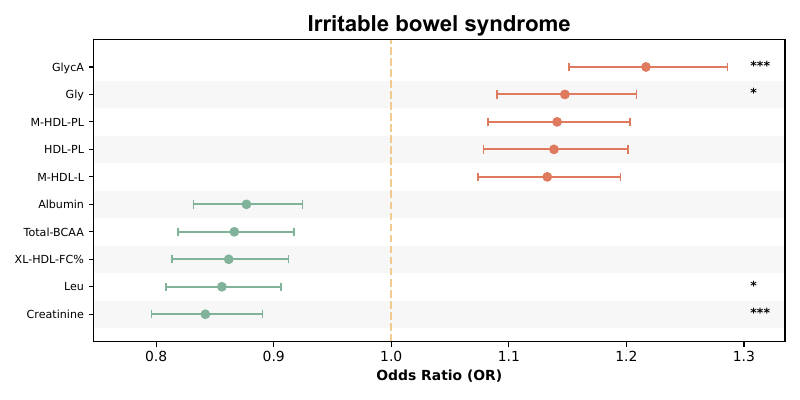 Irritable bowel syndrome
GlycA ***
Gly *
M-HDL-PL
HDL-PL
M-HDL-L
Albumin
Total-BCAA
XL-HDL-FC%
Leu *
Creatinine ***
0.8 0.9 1.0 1.1 1.2 1.3
Odds Ratio (OR)